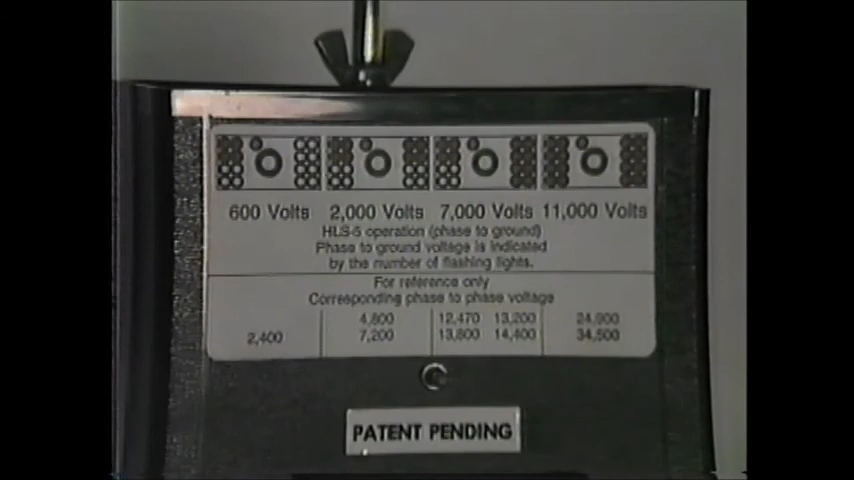 600 Volts 2,000 Volts 7,000 Volts 11,000 Volts
HLS-5 operation (phase to ground)
Phase to ground voltage is indicated
by the number of flashing lights.
For reference only
Corresponding phase to phase voltage
4,800 12,470 13,200 24,900
2,400 7,200 13,800 14,400 34,500
PATENT PENDING